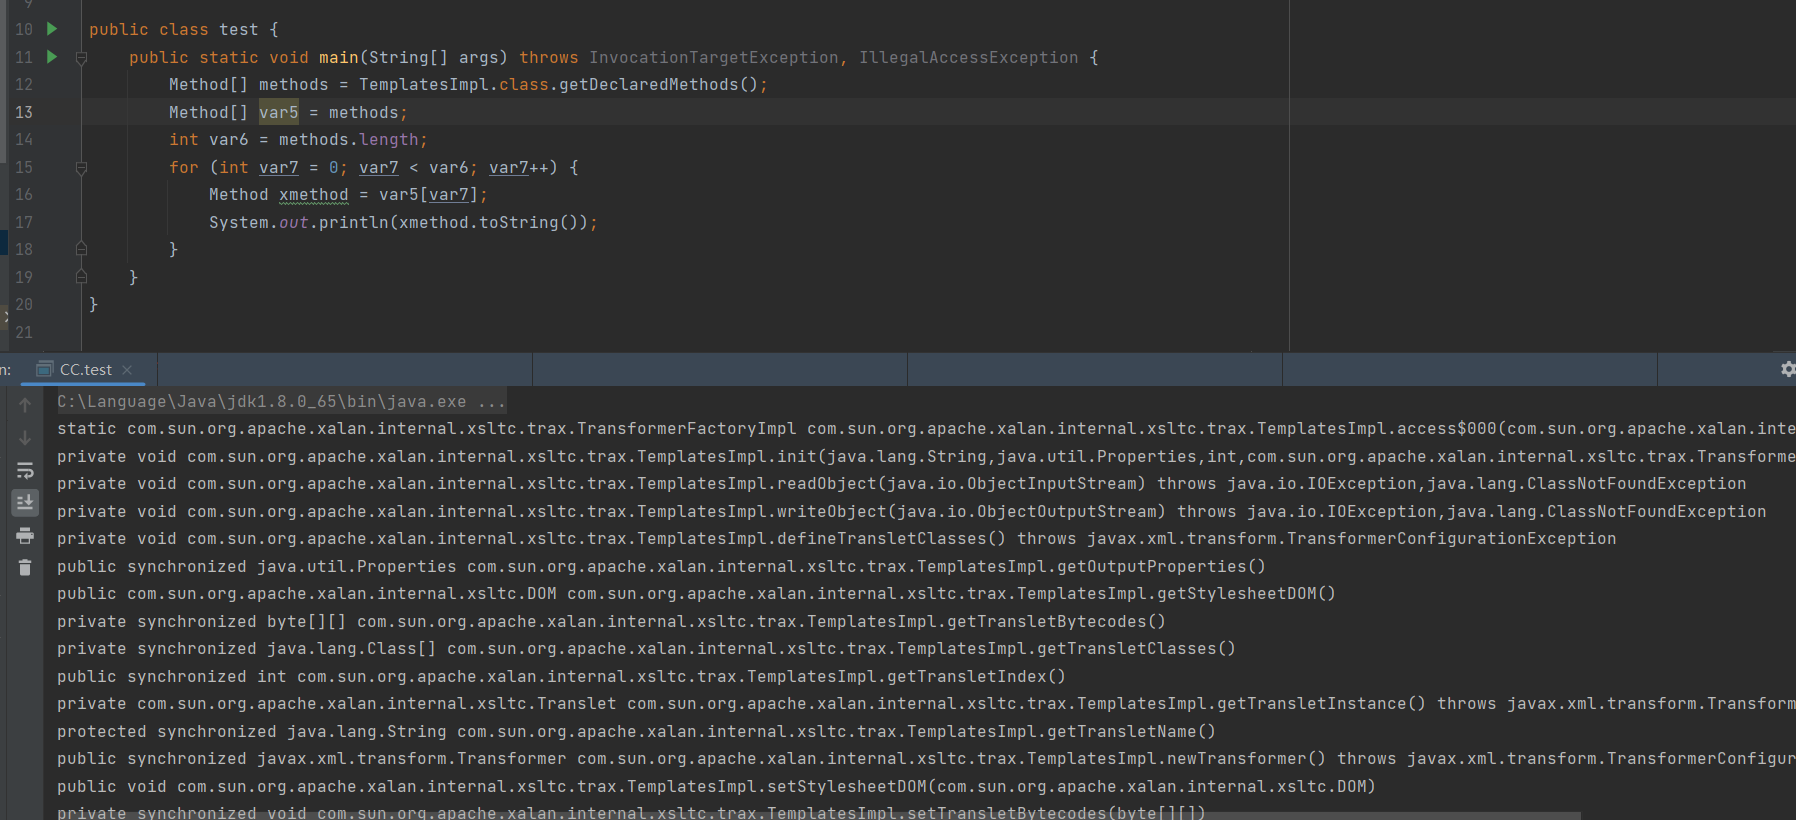 9
10 public class test {
11 public static void main(String[] args) throws InvocationTargetException, IllegalAccessException {
12 Method[] methods = TemplatesImpl.class.getDeclaredMethods();
13 Method[] var5 = methods;
14 int var6 = methods.length;
15 for (int var7 = 0; var7 < var6; var7++) {
16 Method xmethod = var5[var7];
17 System.out.println(xmethod.toString());
18 }
19 }
20 }
21
n: CC.test
C:\Language\Java\jdk1.8.0_65\bin\java.exe ...
static com.sun.org.apache.xalan.internal.xsltc.trax.TransformerFactoryImpl com.sun.org.apache.xalan.internal.xsltc.trax.TemplatesImpl.access$000(com.sun.org.apache.xalan.inte
private void com.sun.org.apache.xalan.internal.xsltc.trax.TemplatesImpl.init(java.lang.String,java.util.Properties,int,com.sun.org.apache.xalan.internal.xsltc.trax.Transforme
private void com.sun.org.apache.xalan.internal.xsltc.trax.TemplatesImpl.readObject(java.io.ObjectInputStream) throws java.io.IOException,java.lang.ClassNotFoundException
private void com.sun.org.apache.xalan.internal.xsltc.trax.TemplatesImpl.writeObject(java.io.ObjectOutputStream) throws java.io.IOException,java.lang.ClassNotFoundException
private void com.sun.org.apache.xalan.internal.xsltc.trax.TemplatesImpl.defineTransletClasses() throws javax.xml.transform.TransformerConfigurationException
public synchronized java.util.Properties com.sun.org.apache.xalan.internal.xsltc.trax.TemplatesImpl.getOutputProperties()
public com.sun.org.apache.xalan.internal.xsltc.DOM com.sun.org.apache.xalan.internal.xsltc.trax.TemplatesImpl.getStylesheetDOM()
private synchronized byte[][] com.sun.org.apache.xalan.internal.xsltc.trax.TemplatesImpl.getTransletBytecodes()
private synchronized java.lang.Class[] com.sun.org.apache.xalan.internal.xsltc.trax.TemplatesImpl.getTransletClasses()
public synchronized int com.sun.org.apache.xalan.internal.xsltc.trax.TemplatesImpl.getTransletIndex()
private com.sun.org.apache.xalan.internal.xsltc.Translet com.sun.org.apache.xalan.internal.xsltc.trax.TemplatesImpl.getTransletInstance() throws javax.xml.transform.Transform
protected synchronized java.lang.String com.sun.org.apache.xalan.internal.xsltc.trax.TemplatesImpl.getTransletName()
public synchronized javax.xml.transform.Transformer com.sun.org.apache.xalan.internal.xsltc.trax.TemplatesImpl.newTransformer() throws javax.xml.transform.TransformerConfigur
public void com.sun.org.apache.xalan.internal.xsltc.trax.TemplatesImpl.setStylesheetDOM(com.sun.org.apache.xalan.internal.xsltc.DOM)
private synchronized void com.sun.org.apache.xalan.internal.xsltc.trax.TemplatesImpl.setTransletBytecodes(byte[][])